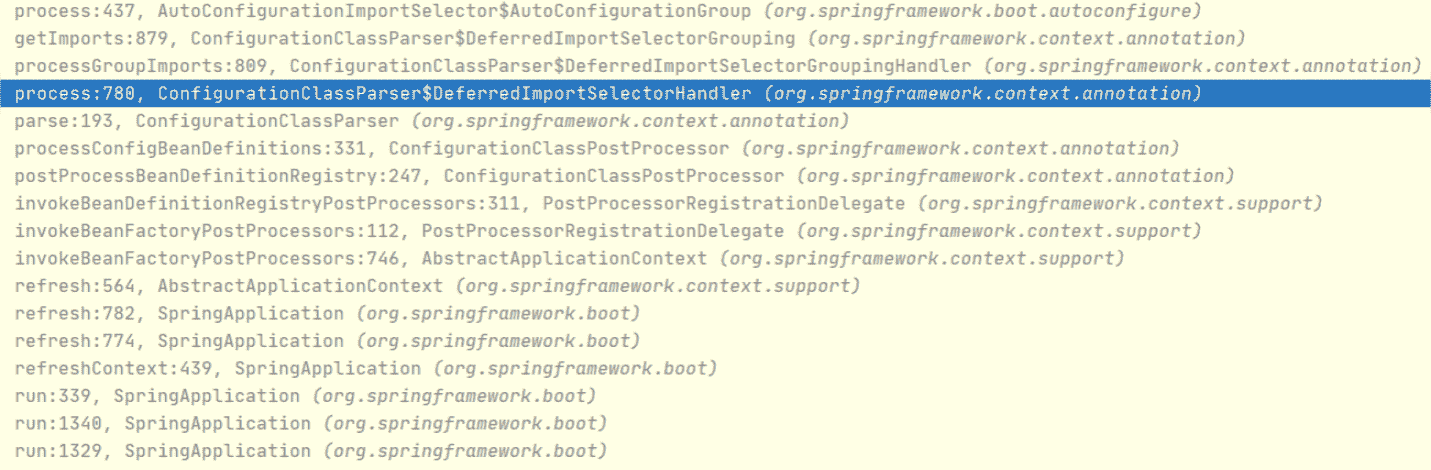 process:437, AutoConfigurationImportSelector$AutoConfigurationGroup (org.springframework.boot.autoconfigure)
getImports:879, ConfigurationClassParser$DeferredImportSelectorGrouping (org.springframework.context.annotation)
processGroupImports:809, ConfigurationClassParser$DeferredImportSelectorGroupingHandler (org.springframework.context.annotation)
process:780, ConfigurationClassParser$DeferredImportSelectorHandler (org.springframework.context.annotation)
parse:193, ConfigurationClassParser (org.springframework.context.annotation)
processConfigBeanDefinitions:331, ConfigurationClassPostProcessor (org.springframework.context.annotation)
postProcessBeanDefinitionRegistry:247, ConfigurationClassPostProcessor (org.springframework.context.annotation)
invokeBeanDefinitionRegistryPostProcessors:311, PostProcessorRegistrationDelegate (org.springframework.context.support)
invokeBeanFactoryPostProcessors:112, PostProcessorRegistrationDelegate (org.springframework.context.support)
invokeBeanFactoryPostProcessors:746, AbstractApplicationContext (org.springframework.context.support)
refresh:564, AbstractApplicationContext (org.springframework.context.support)
refresh:782, SpringApplication (org.springframework.boot)
refresh:774, SpringApplication (org.springframework.boot)
refreshContext:439, SpringApplication (org.springframework.boot)
run:339, SpringApplication (org.springframework.boot)
run:1340, SpringApplication (org.springframework.boot)
run:1329, SpringApplication (org.springframework.boot)